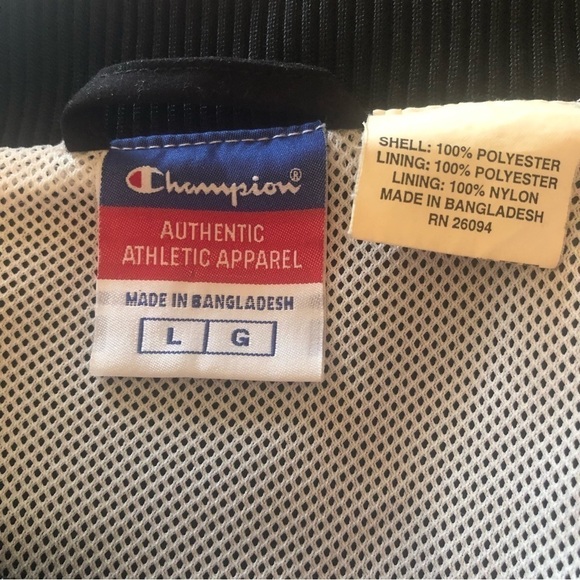 Champion®
AUTHENTIC
ATHLETIC APPAREL
MADE IN BANGLADESH
L G
SHELL: 100% POLYESTER
LINING: 100% POLYESTER
LINING: 100% NYLON
MADE IN BANGLADESH
RN 26094